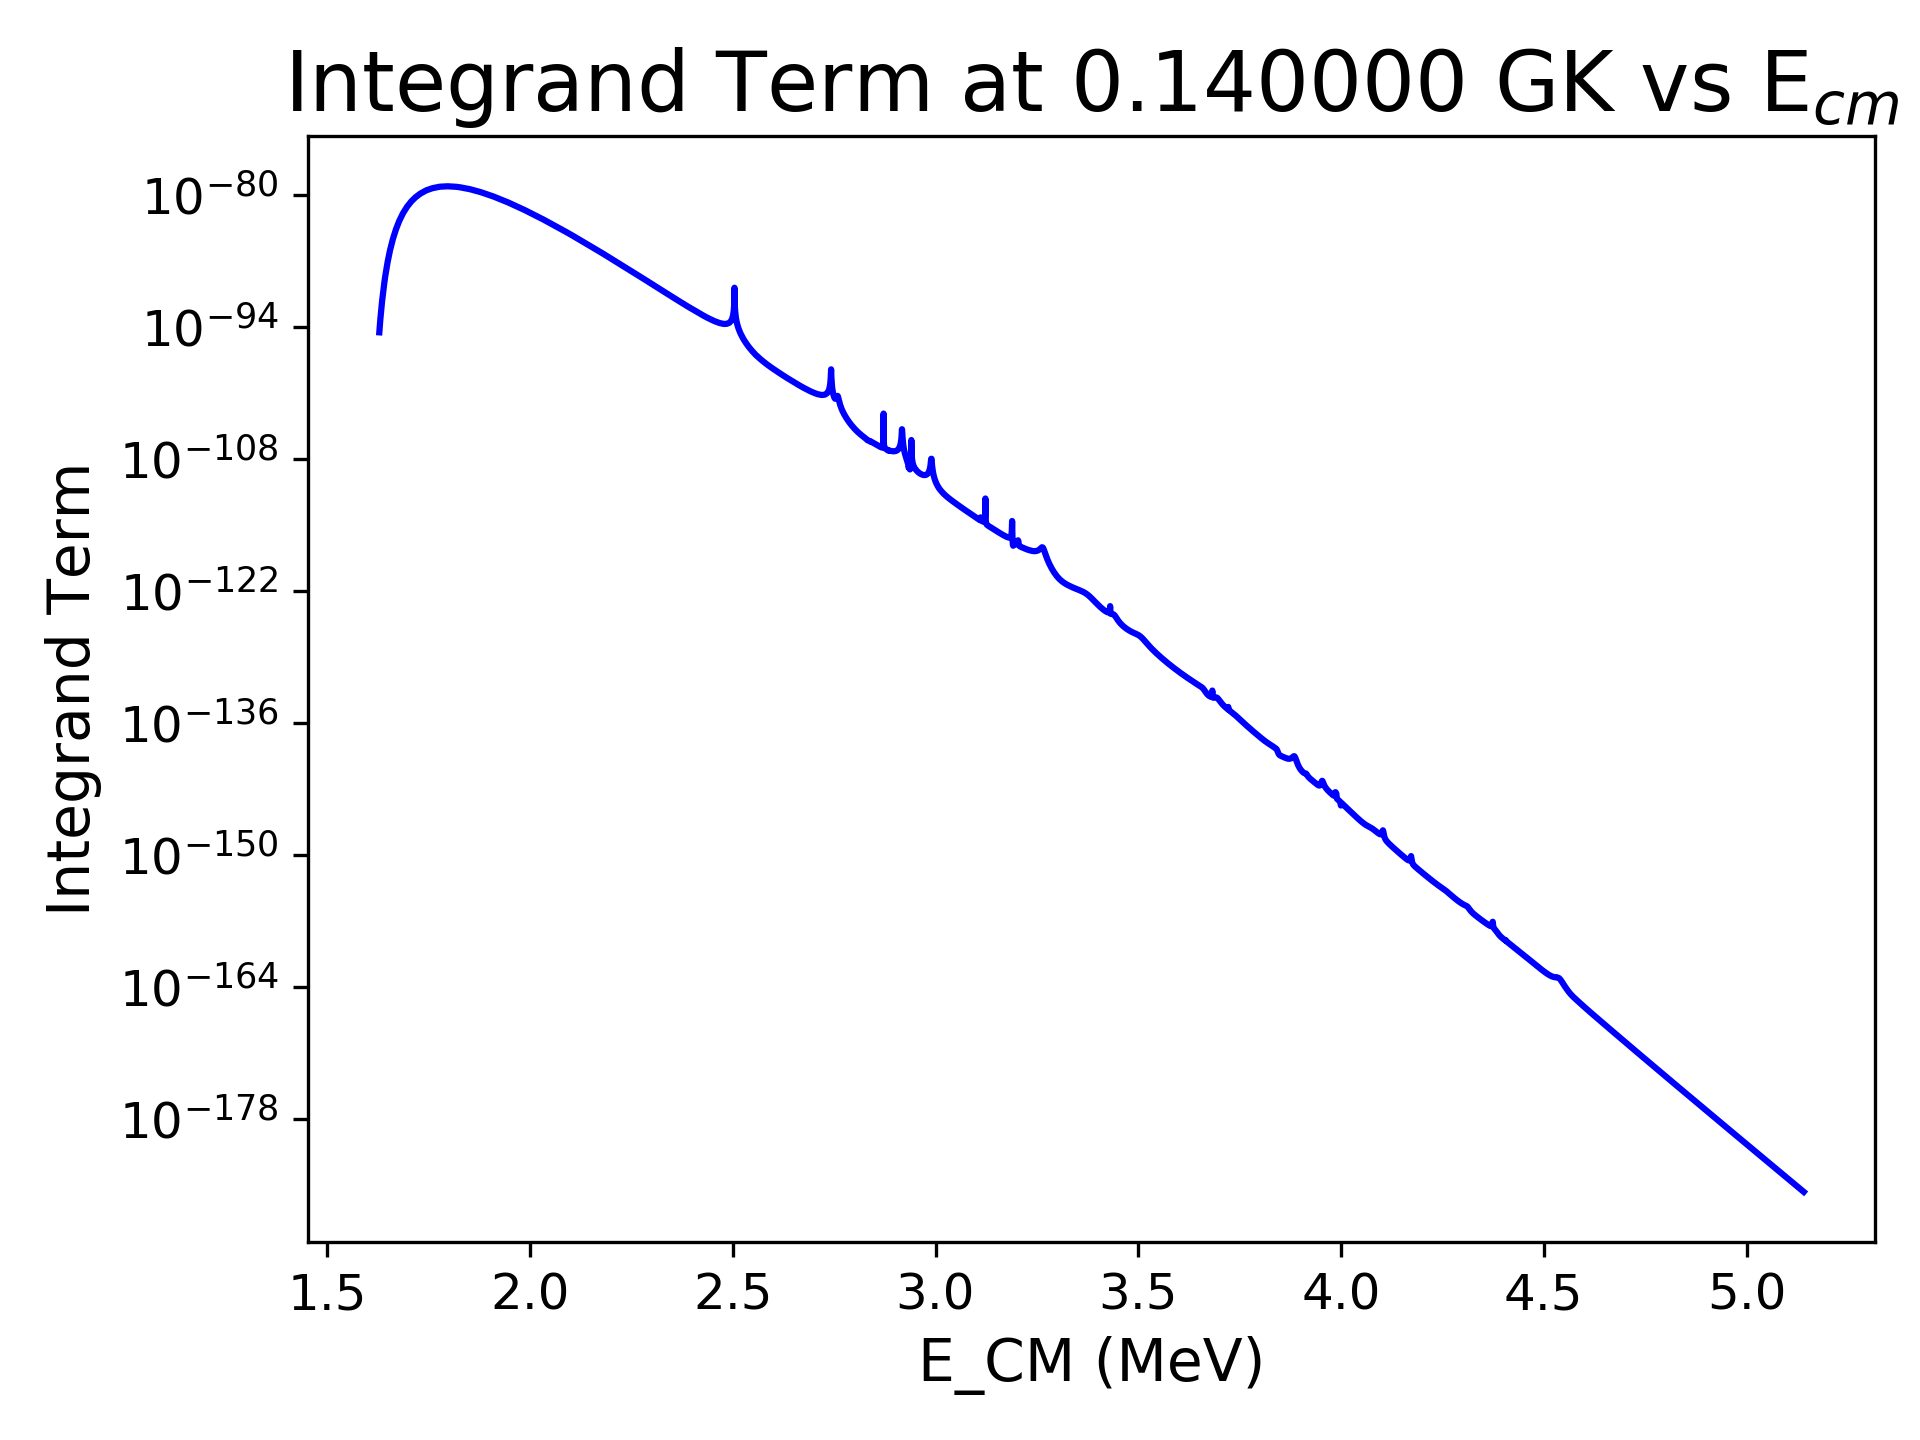 Integrand Term at 0.140000 GK vs E_{cm}
Integrand Term
10^{-80}
10^{-94}
10^{-108}
10^{-122}
10^{-136}
10^{-150}
10^{-164}
10^{-178}
1.5 2.0 2.5 3.0 3.5 4.0 4.5 5.0
E_CM (MeV)